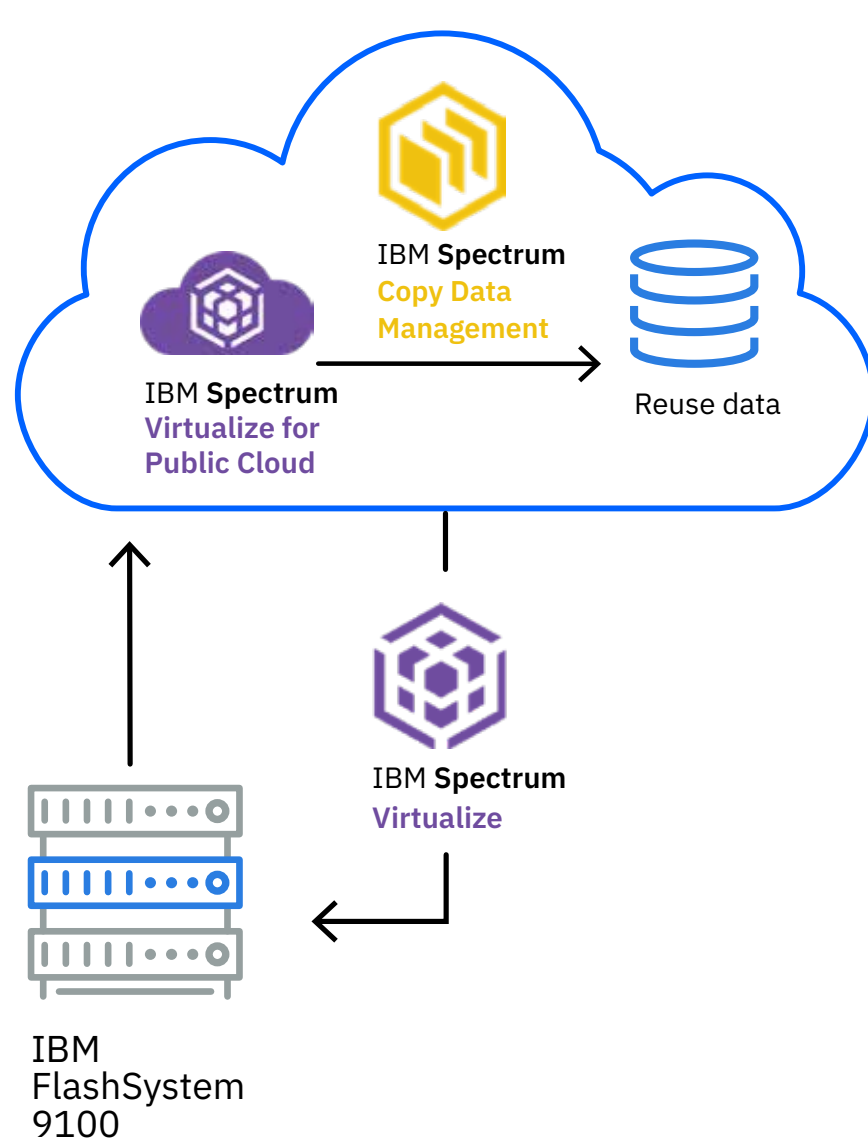 IBM Spectrum
Copy Data
Management
IBM Spectrum
Virtualize for
Public Cloud
Reuse data
IBM Spectrum
Virtualize
IBM
FlashSystem
9100